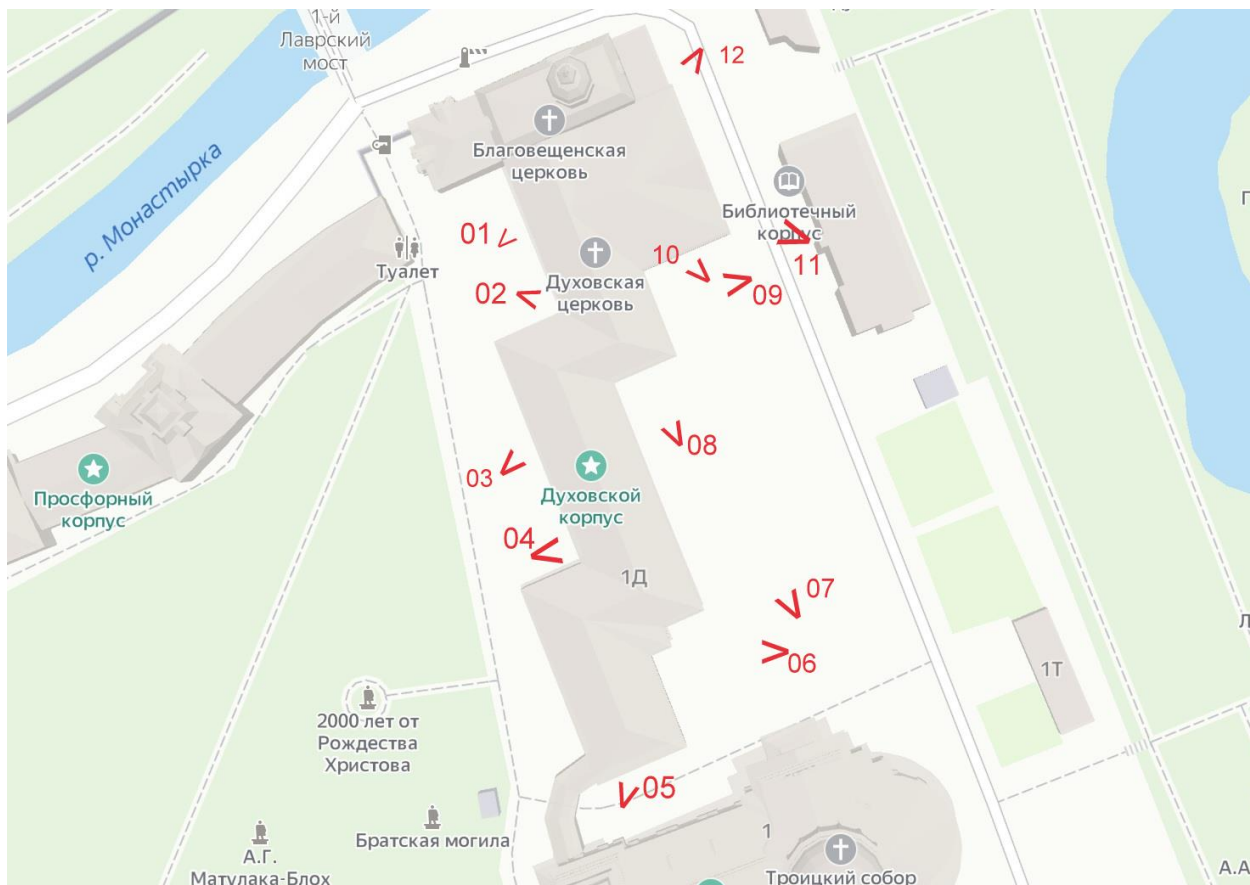 1-й
Лаврский
мост
12
р. Монастырка
Благовещенская
церковь
Библиотечный
корпус
01
Туалет
10
11
02
Духовская
церковь
09
08
03
Просфорный
корпус
Духовской
корпус
04
1Д
07
06
1Т
2000 лет от
Рождества
Христова
05
Братская могила
А.Г.
Матулака-Блох
1
Троицкий собор